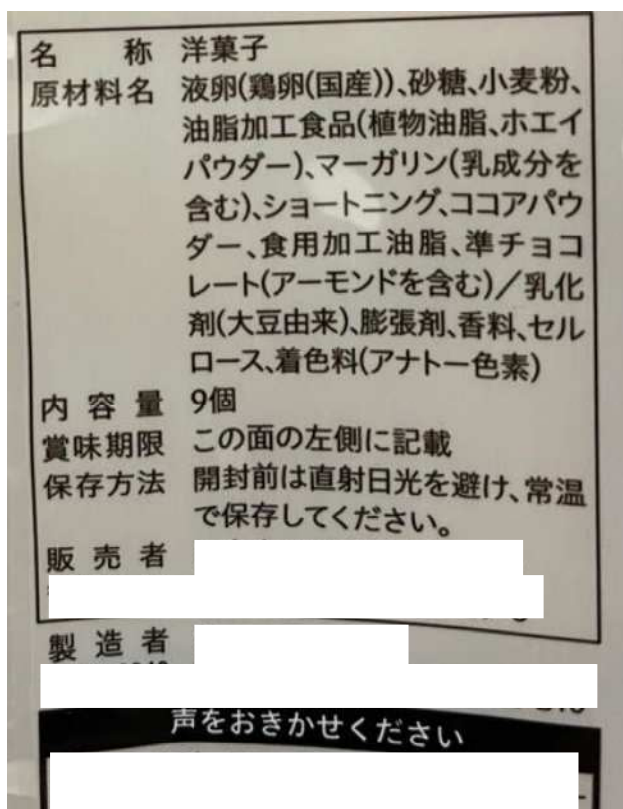 名称 洋菓子
原材料名 液卵(鶏卵(国産))、砂糖、小麦粉、
油脂加工食品(植物油脂、ホエイ
パウダー)、マーガリン(乳成分を
含む)、ショートニング、ココアパウ
ダー、食用加工油脂、準チョコ
レート(アーモンドを含む)／乳化
剤(大豆由来)、膨張剤、香料、セル
ロース、着色料(アナトー色素)
内容量 9個
賞味期限 この面の左側に記載
保存方法 開封前は直射日光を避け、常温
で保存してください。
販売者
製造者
声をおきかせください